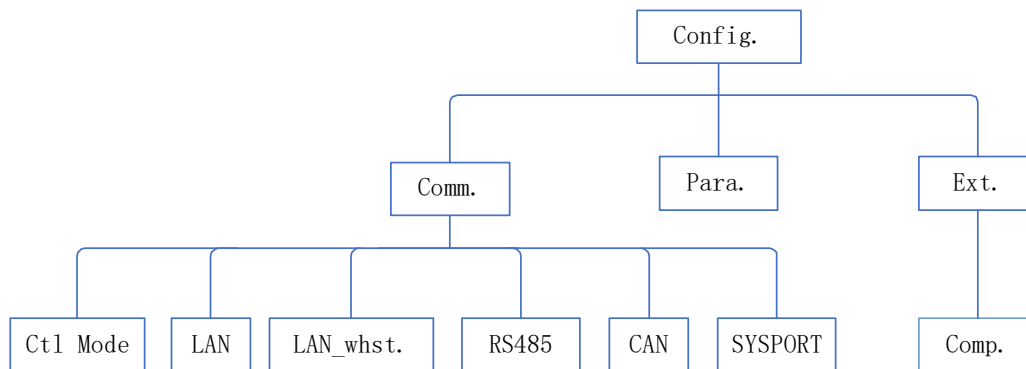 Config.
Comm.
Para.
Ext.
Ctl Mode
LAN
LAN_whst.
RS485
CAN
SYSPORT
Comp.